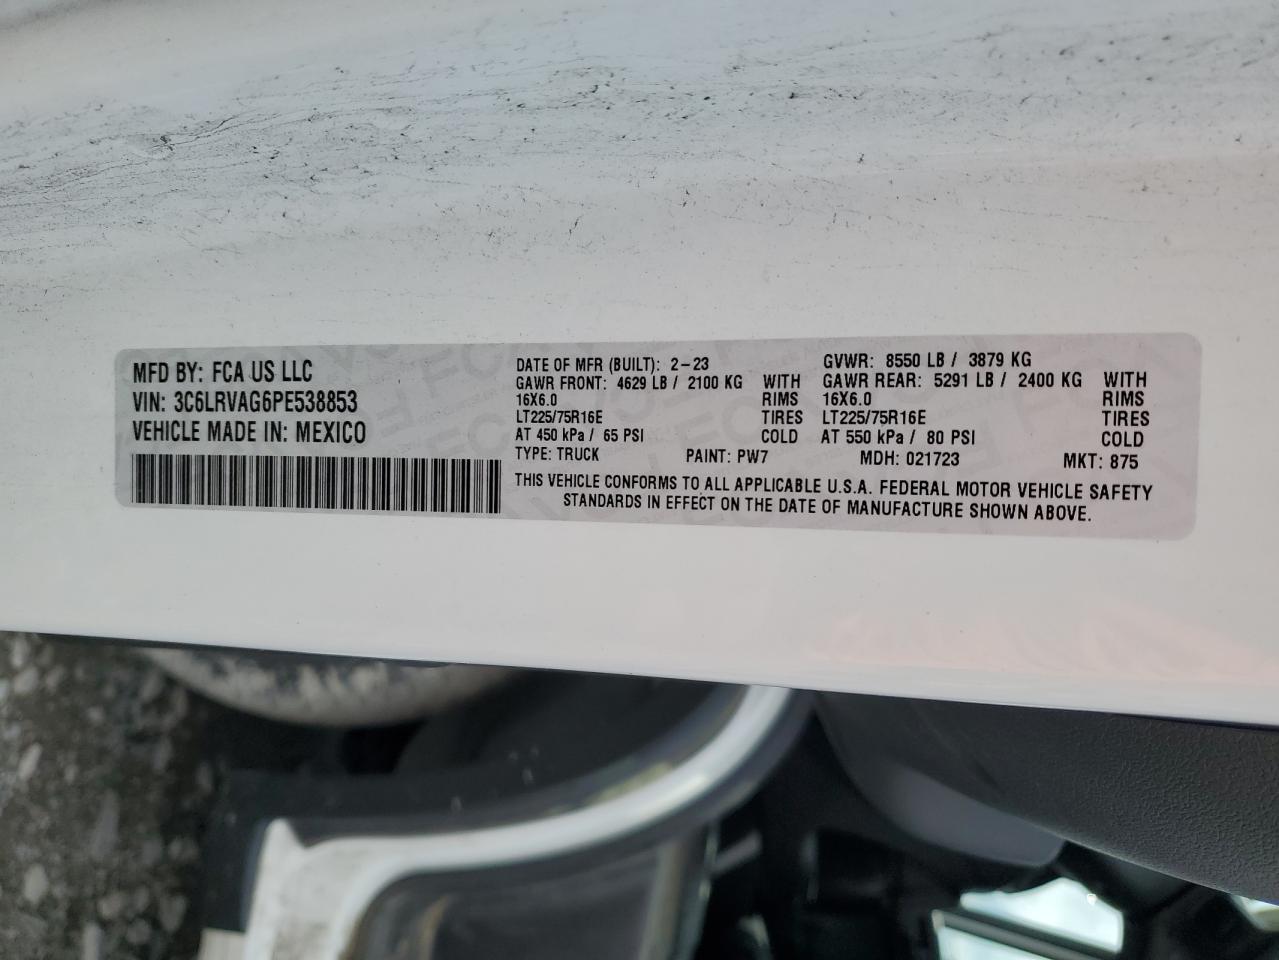 MFD BY: FCA US LLC
VIN: 3C6LRVAG6PE538853
VEHICLE MADE IN: MEXICO
DATE OF MFR (BUILT): 2-23
GAWR FRONT: 4629 LB / 2100 KG WITH
16X6.0 RIMS
LT225/75R16E TIRES
AT 450 kPa / 65 PSI COLD
GVWR: 8550 LB / 3879 KG
GAWR REAR: 5291 LB / 2400 KG WITH
16X6.0 RIMS
LT225/75R16E TIRES
AT 550 kPa / 80 PSI COLD
TYPE: TRUCK PAINT: PW7 MDH: 021723 MKT: 875
THIS VEHICLE CONFORMS TO ALL APPLICABLE U.S.A. FEDERAL MOTOR VEHICLE SAFETY
STANDARDS IN EFFECT ON THE DATE OF MANUFACTURE SHOWN ABOVE.